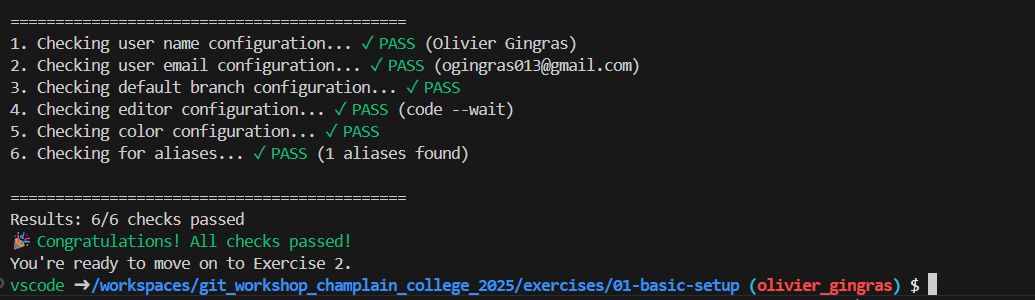 ==========================================
1. Checking user name configuration... ✓ PASS (Olivier Gingras)
2. Checking user email configuration... ✓ PASS (ogingras013@gmail.com)
3. Checking default branch configuration... ✓ PASS
4. Checking editor configuration... ✓ PASS (code --wait)
5. Checking color configuration... ✓ PASS
6. Checking for aliases... ✓ PASS (1 aliases found)
==========================================
Results: 6/6 checks passed
🎉 Congratulations! All checks passed!
You're ready to move on to Exercise 2.
vscode ➜/workspaces/git_workshop_champlain_college_2025/exercises/01-basic-setup (olivier_gingras) $